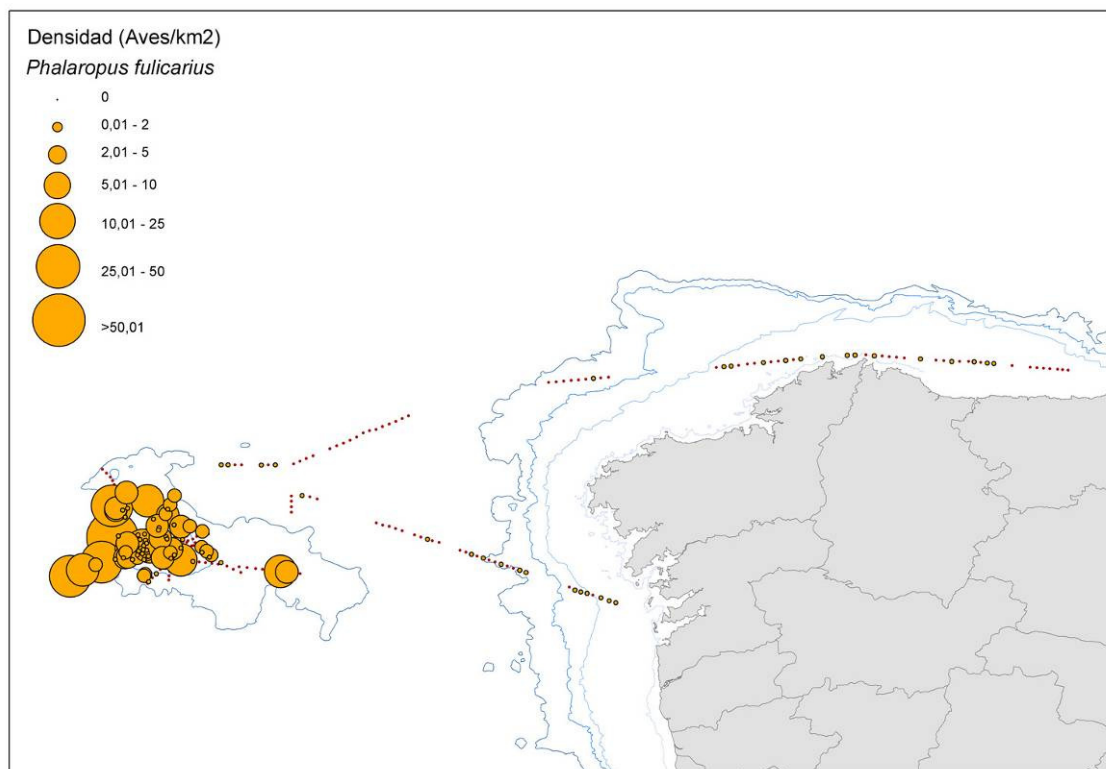 Densidad (Aves/km2)
Phalaropus fulicarius
0
0,01 - 2
2,01 - 5
5,01 - 10
10,01 - 25
25,01 - 50
>50,01